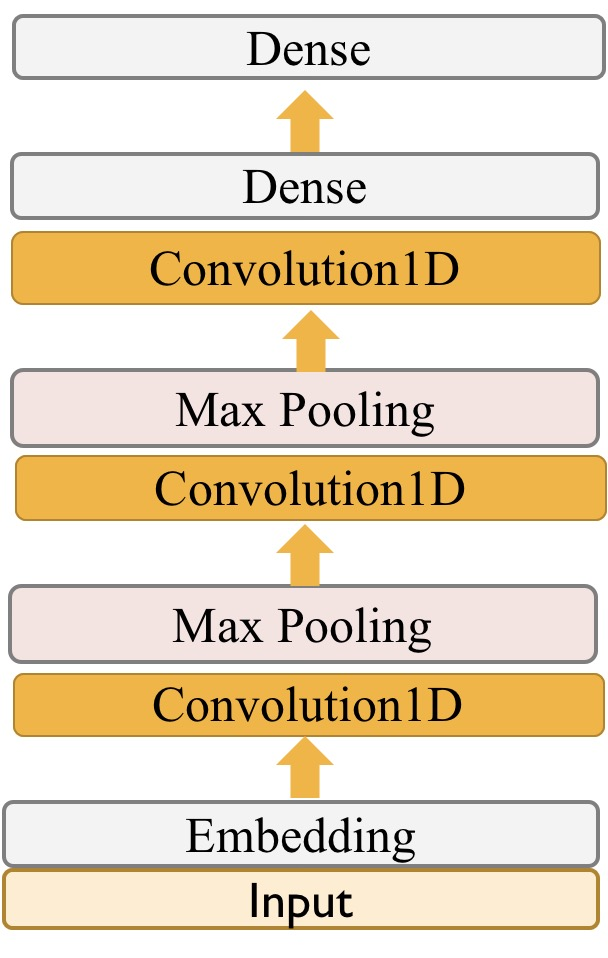 Dense
Dense
Convolution1D
Max Pooling
Convolution1D
Max Pooling
Convolution1D
Embedding
Input